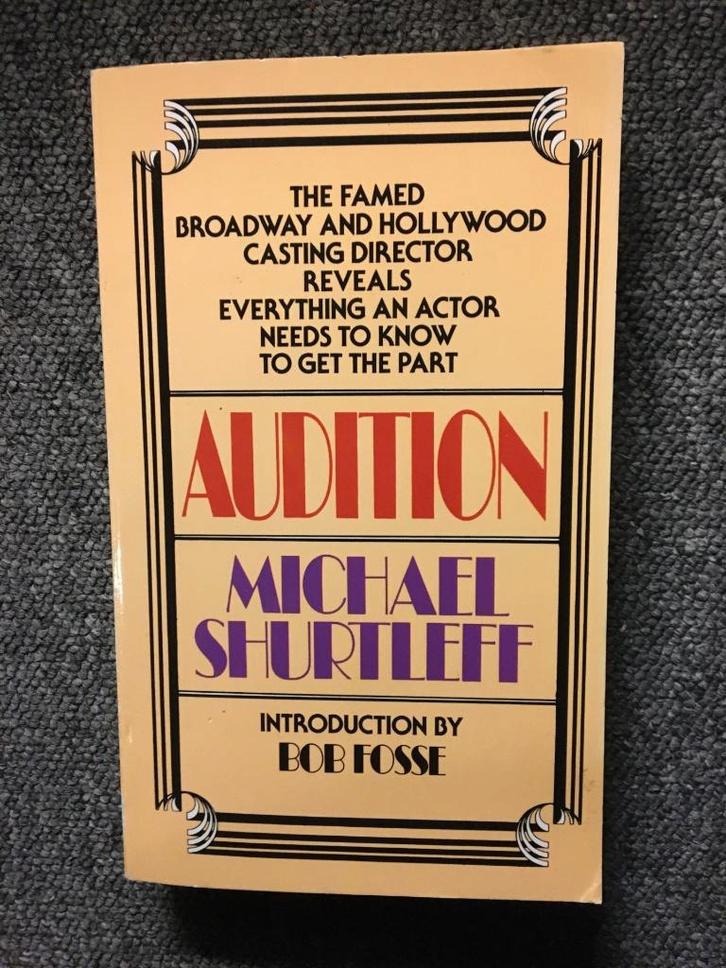 THE FAMED
BROADWAY AND HOLLYWOOD
CASTING DIRECTOR
REVEALS
EVERYTHING AN ACTOR
NEEDS TO KNOW
TO GET THE PART
AUDITION
MICHAEL
SHURTLEFF
INTRODUCTION BY
BOB FOSSE